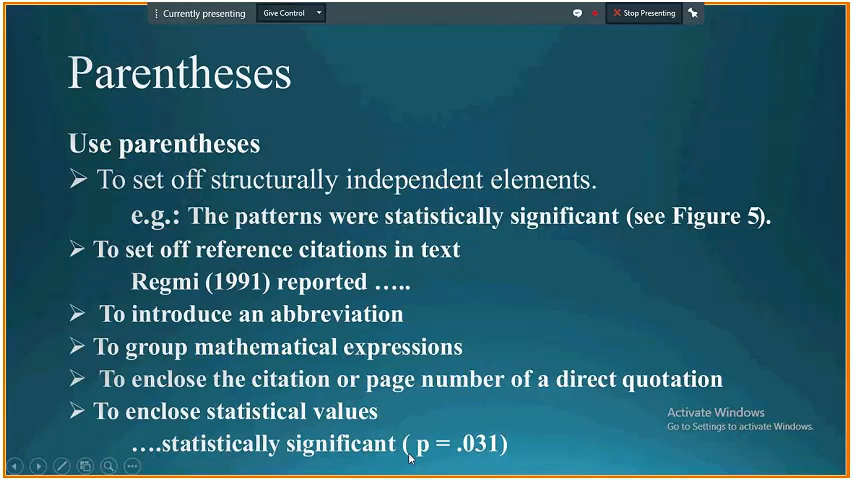 Currently presenting
Give Control
Stop Presenting
Parentheses
Use parentheses
To set off structurally independent elements.
e.g.: The patterns were statistically significant (see Figure 5).
To set off reference citations in text
Regmi (1991) reported …..
To introduce an abbreviation
To group mathematical expressions
To enclose the citation or page number of a direct quotation
To enclose statistical values
….statistically significant ( p = .031)
Activate Windows
Go to Settings to activate Windows.